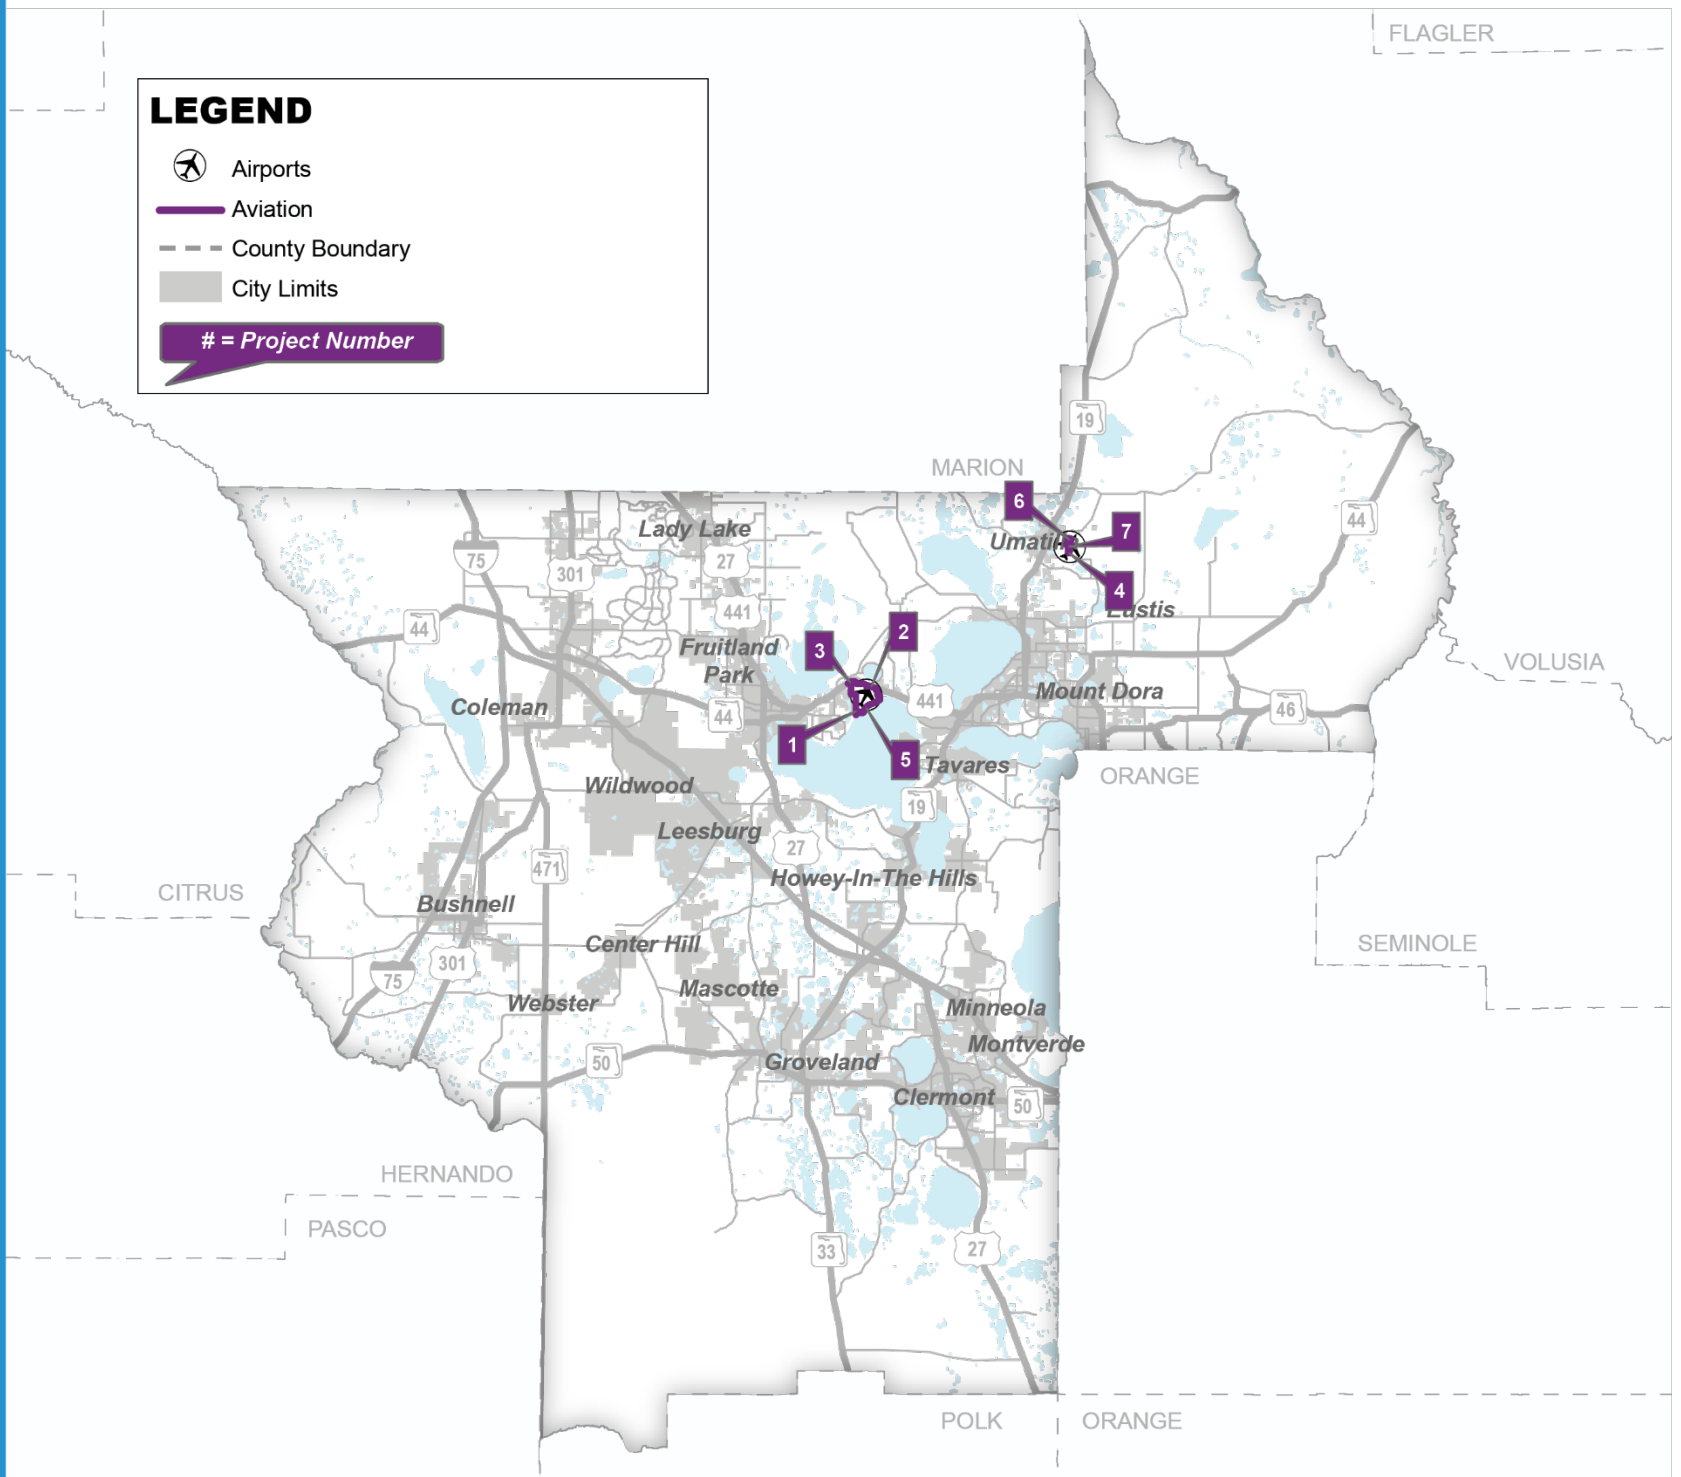 FLAGLER
LEGEND
Airports
Aviation
County Boundary
City Limits
# = Project Number
19
MARION
6
44
Lady Lake
7
Umatil
75
27
301
4
Eustis
441
44
2
Fruitland
Park
3
VOLUSIA
Mount Dora
441
46
Coleman
44
1
5
Tavares
ORANGE
Wildwood
19
Leesburg
27
471
Howey-In-The Hills
CITRUS
Bushnell
Center Hill
SEMINOLE
301
75
Mascotte
Webster
Minneola
Montverde
50
Groveland
Clermont
50
HERNANDO
PASCO
33
27
POLK
ORANGE